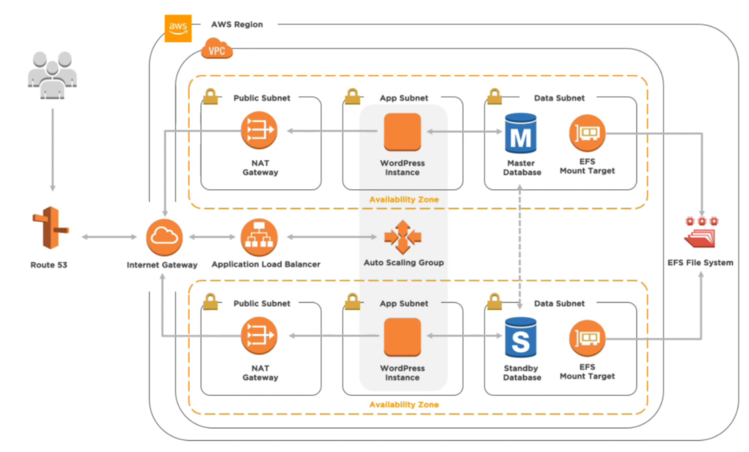 aws
AWS Region
VPC
Public Subnet
App Subnet
Data Subnet
NAT
Gateway
WordPress
Instance
M
Master
Database
EFS
Mount Target
Availability Zone
Route 53
Internet Gateway
Application Load Balancer
Auto Scaling Group
EFS File System
Public Subnet
App Subnet
Data Subnet
NAT
Gateway
WordPress
Instance
S
Standby
Database
EFS
Mount Target
Availability Zone